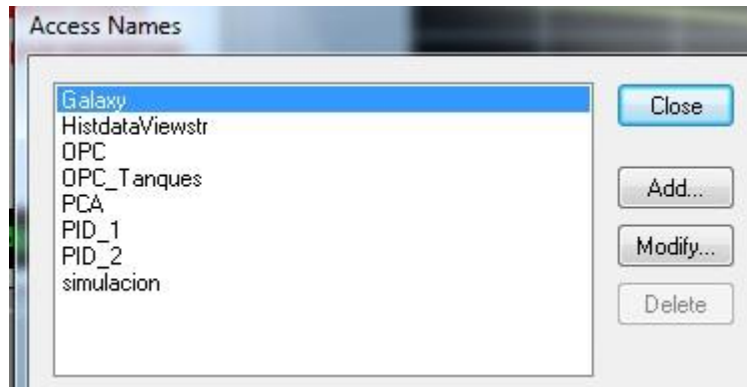 Access Names
Galaxy
HistdataViewstr
OPC
OPC_Tanques
PCA
PID_1
PID_2
simulacion
Close
Add...
Modify...
Delete